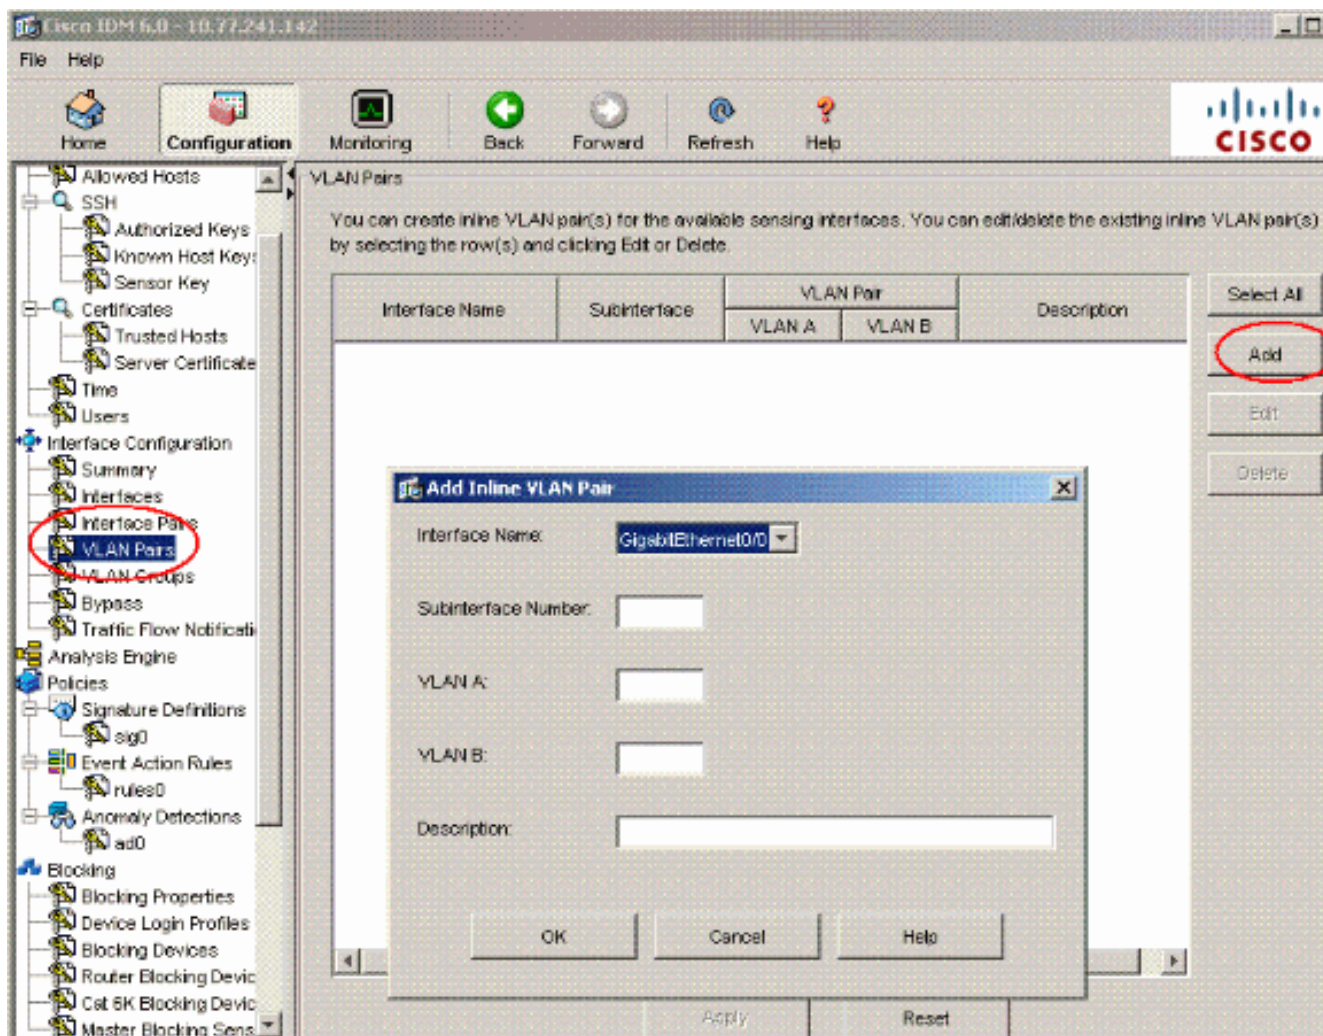 Cisco IDM 6.0 - 10.77.241.142
File Help
Home Configuration Monitoring Back Forward Refresh Help
CISCO
Allowed Hosts
SSH
Authorized Keys
Known Host Key
Sensor Key
Certificates
Trusted Hosts
Server Certificate
Time
Users
Interface Configuration
Summary
Interfaces
Interface Pairs
VLAN Pairs
VLAN Groups
Bypass
Traffic Flow Notificati
Analysis Engine
Policies
Signature Definitions
sig0
Event Action Rules
rules0
Anomaly Detections
ad0
Blocking
Blocking Properties
Device Login Profiles
Blocking Devices
Router Blocking Devic
Cat 6K Blocking Devic
Master Blocking Sens
VLAN Pairs
You can create inline VLAN pair(s) for the available sensing interfaces. You can edit/delete the existing inline VLAN pair(s)
by selecting the row(s) and clicking Edit or Delete.
Interface Name Subinterface VLAN Pair Description
VLAN A VLAN B
Select All
Add
Edit
Delete
Add Inline VLAN Pair
Interface Name: GigabitEthernet0/0
Subinterface Number:
VLAN A:
VLAN B:
Description:
OK Cancel Help
Apply Reset